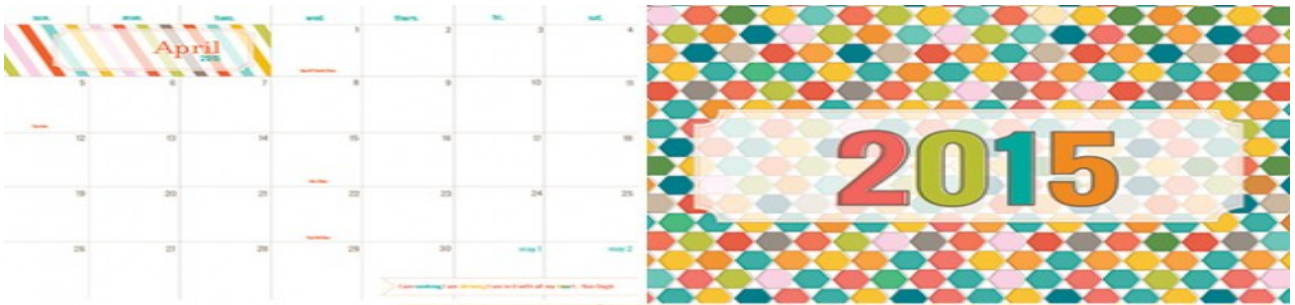 sun. mon. tues. wed. thurs. fri. sat.
April
2015
1 2 3 4
5 6 7 8 9 10 11
12 13 14 15 16 17 18
19 20 21 22 23 24 25
26 27 28 29 30 may 1 may 2
2015